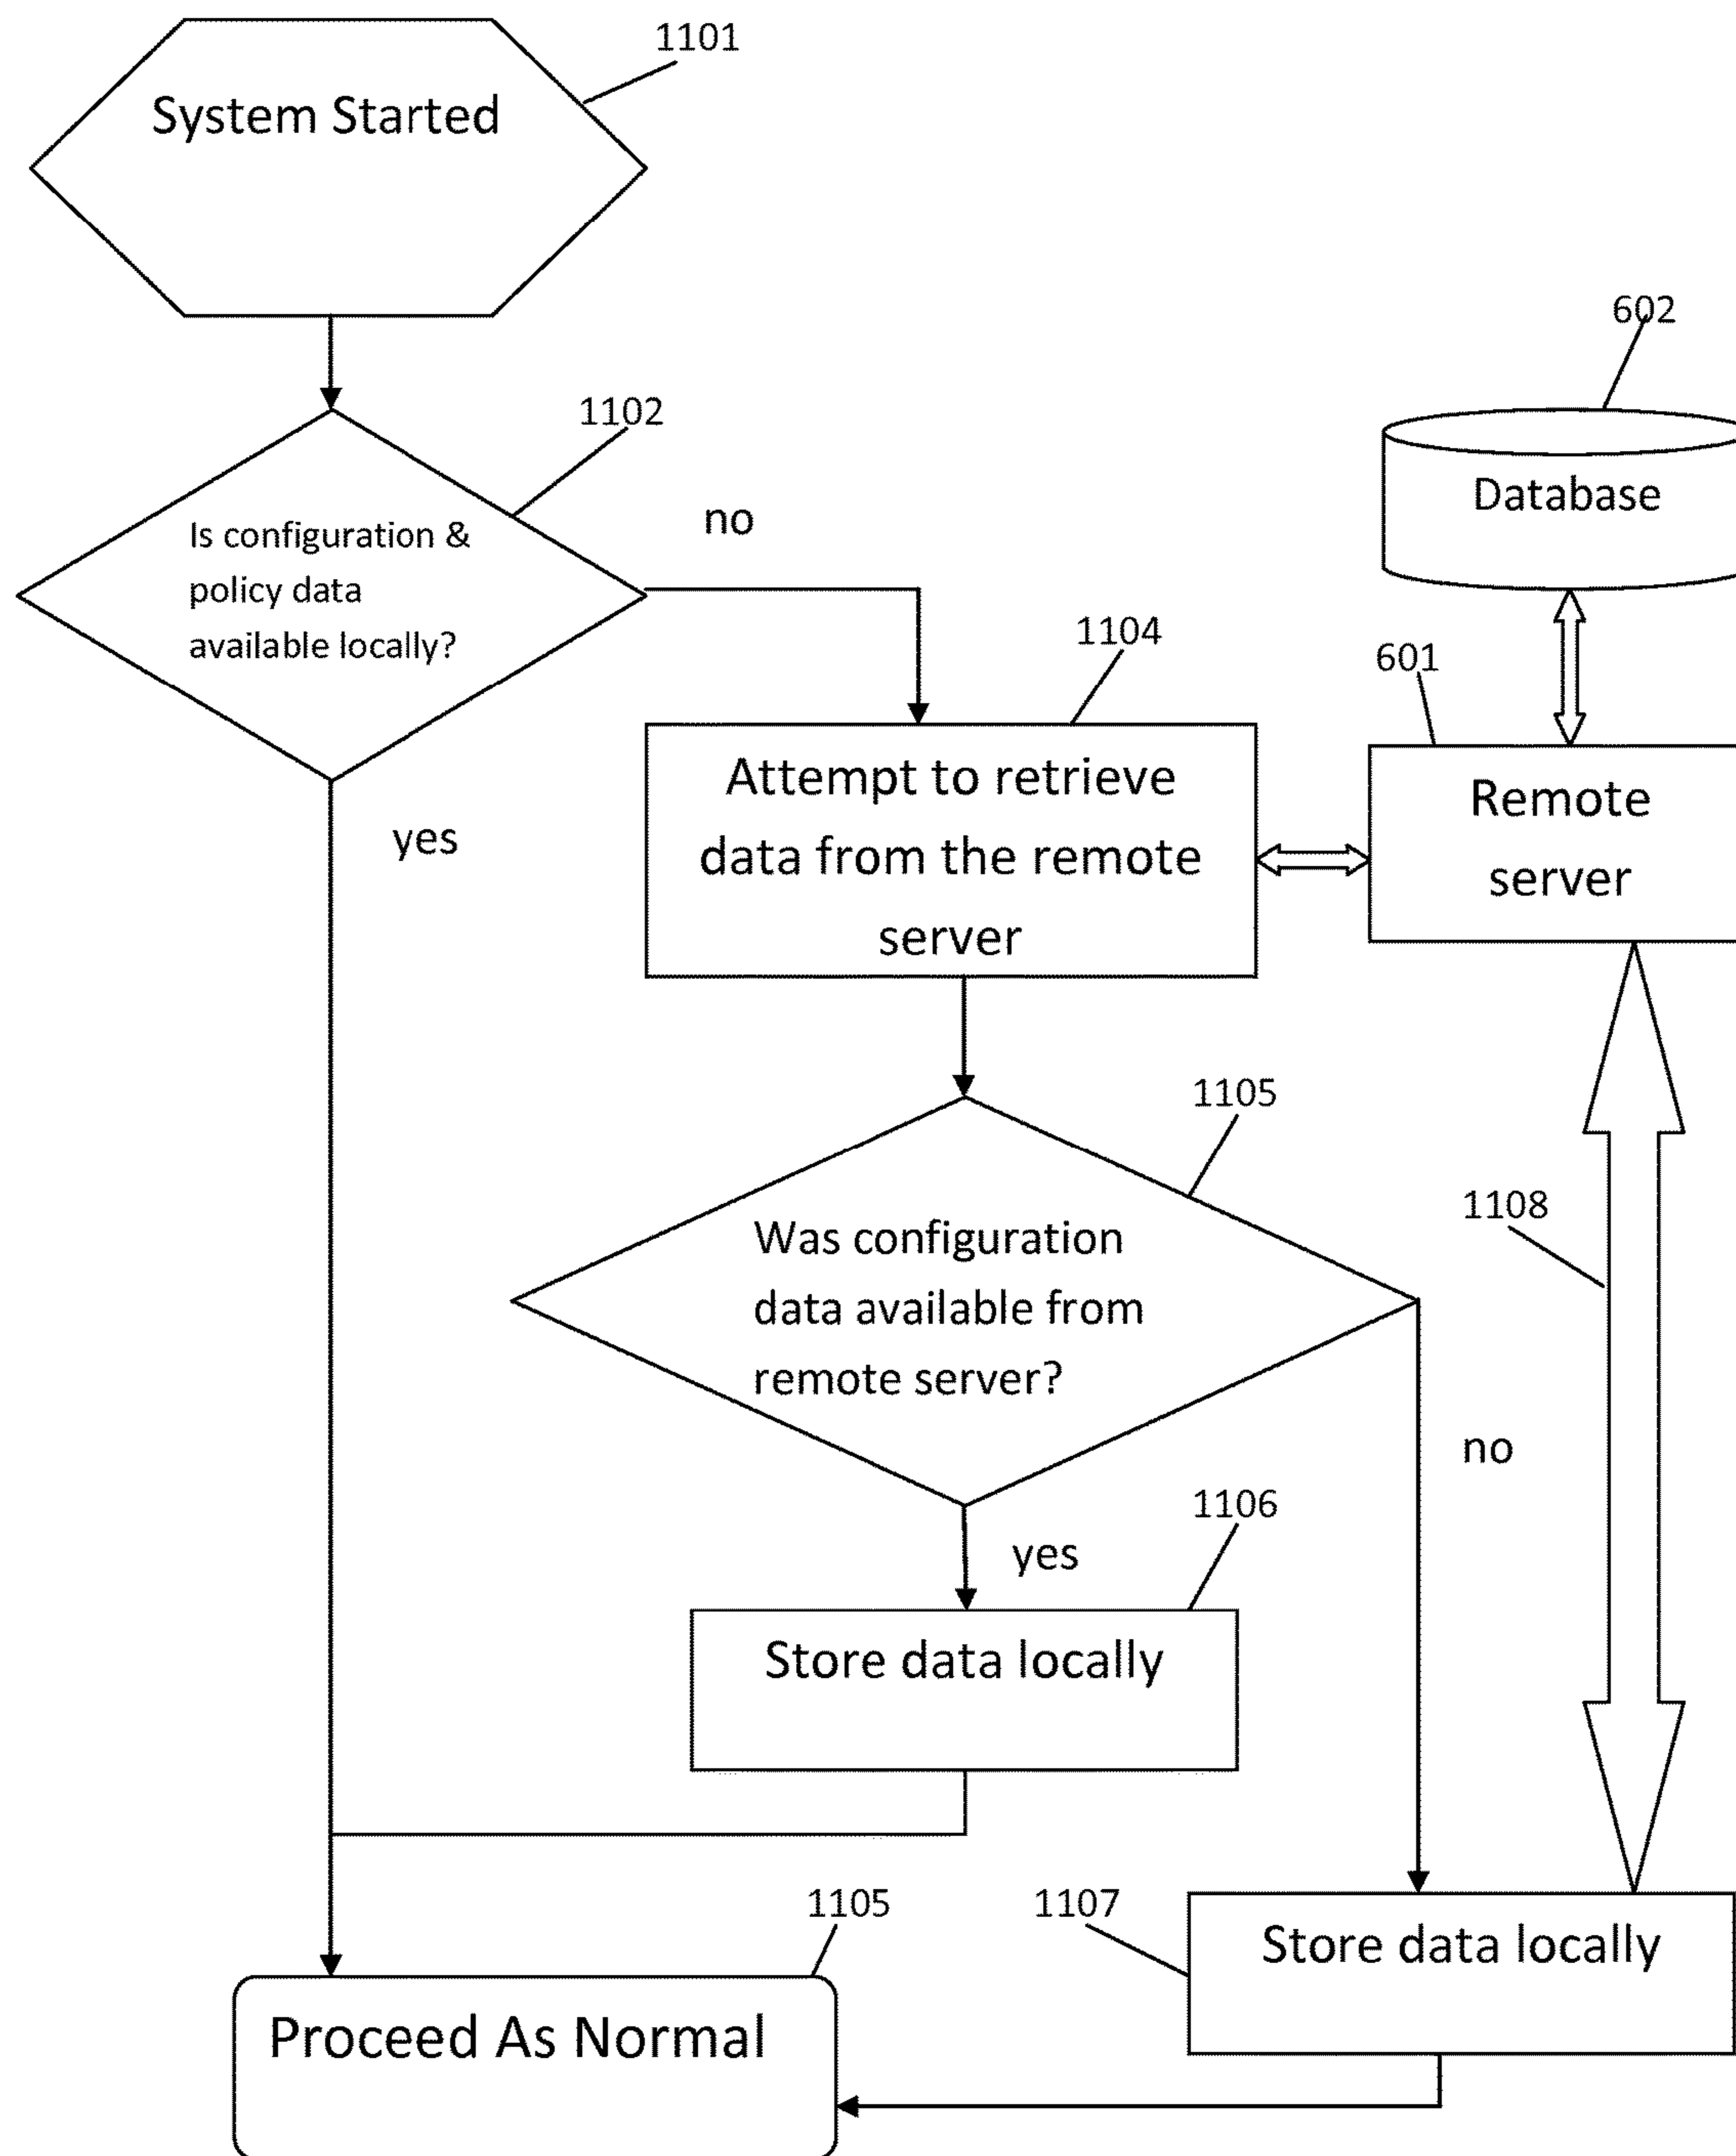 1101
System Started
602
1102
Database
no
Is configuration &
policy data
available locally?
1104
601
Attempt to retrieve
data from the remote
server
Remote
server
yes
1105
1108
Was configuration
data available from
remote server?
no
1106
yes
Store data locally
1105
1107
Store data locally
Proceed As Normal